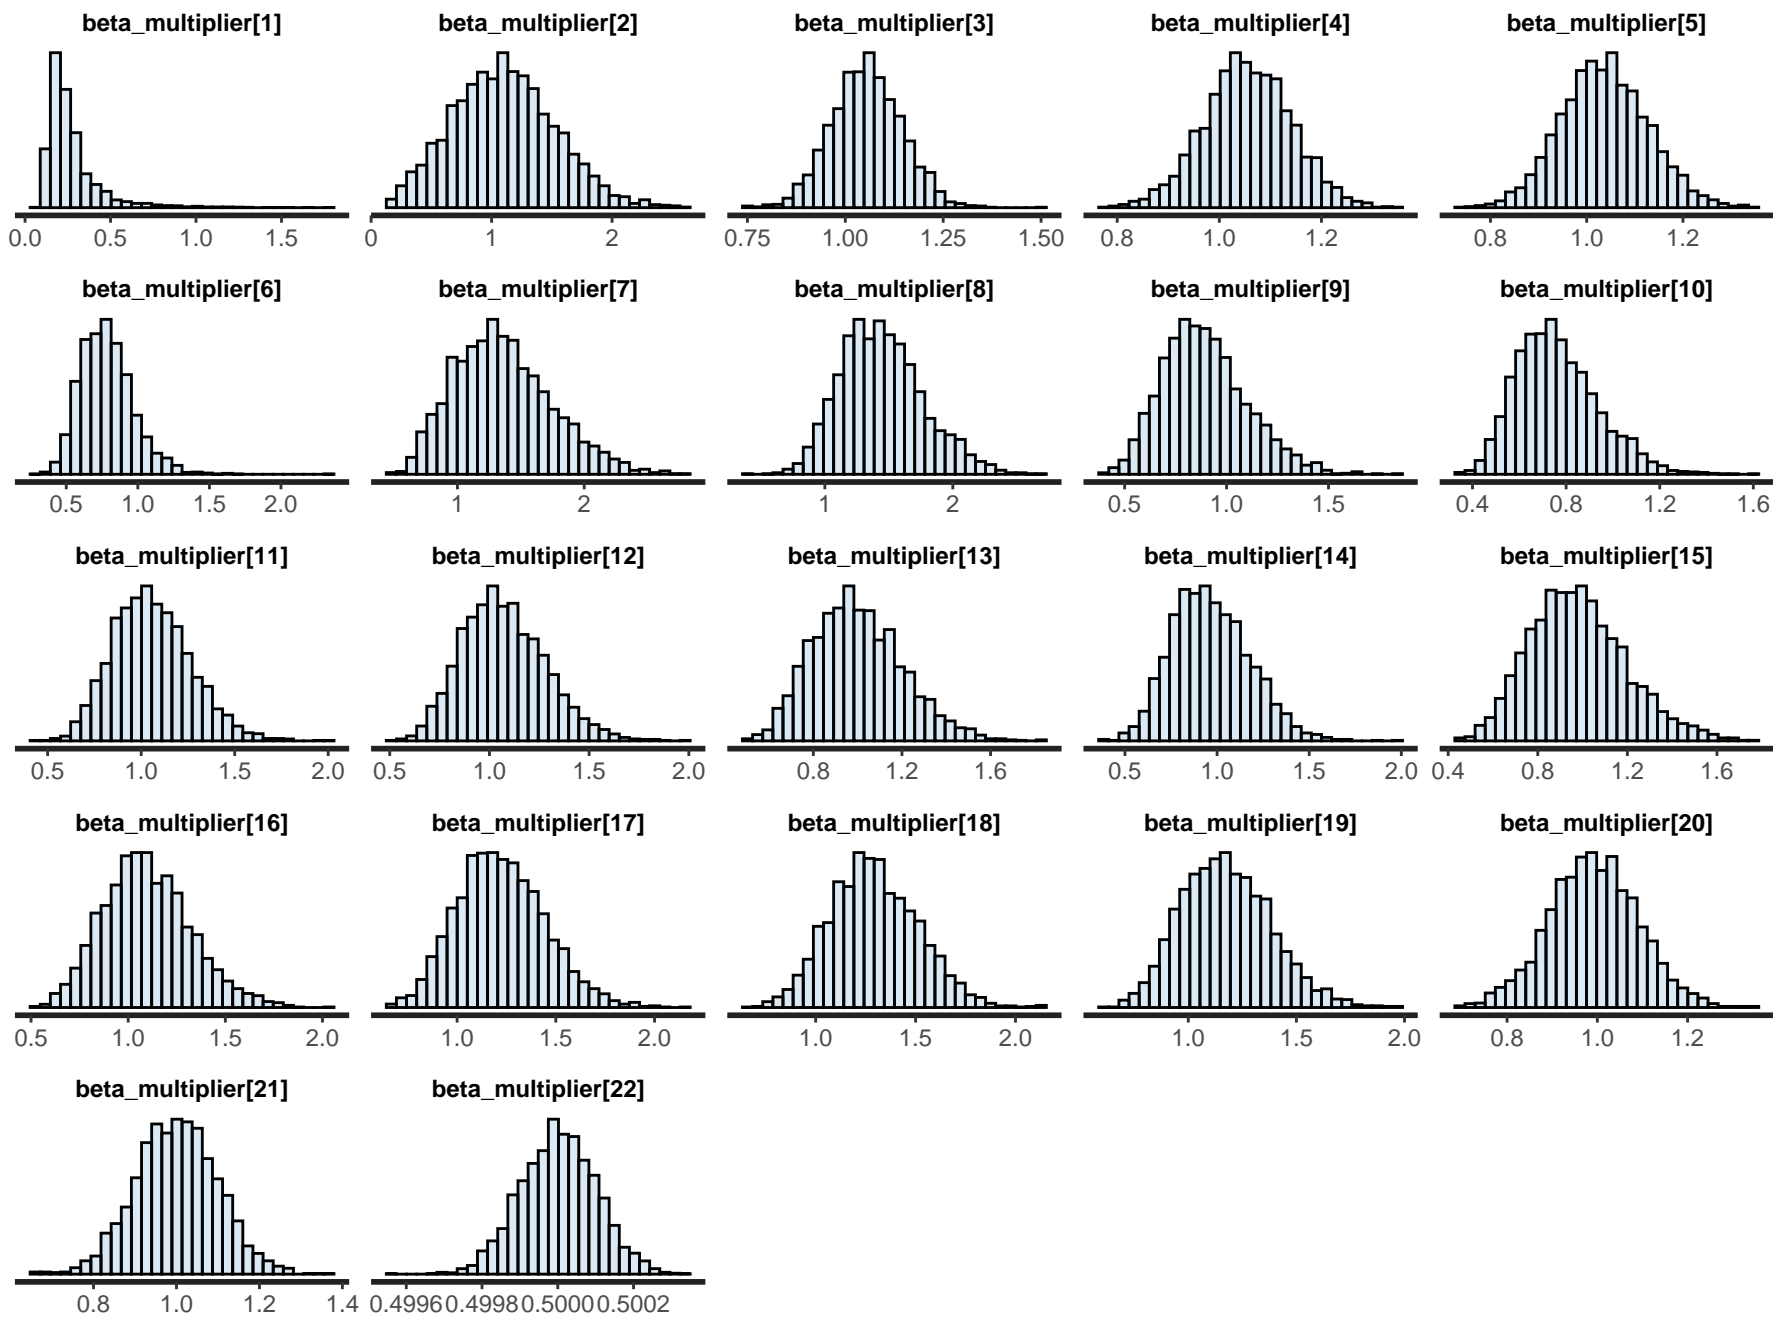 beta_multiplier[1] beta_multiplier[2] beta_multiplier[3] beta_multiplier[4] beta_multiplier[5]
0.0 0.5 1.0 1.5 0 1 2 0.75 1.00 1.25 1.50 0.8 1.0 1.2 0.8 1.0 1.2
beta_multiplier[6] beta_multiplier[7] beta_multiplier[8] beta_multiplier[9] beta_multiplier[10]
0.5 1.0 1.5 2.0 1 2 1 2 0.5 1.0 1.5 0.4 0.8 1.2 1.6
beta_multiplier[11] beta_multiplier[12] beta_multiplier[13] beta_multiplier[14] beta_multiplier[15]
0.5 1.0 1.5 2.0 0.5 1.0 1.5 2.0 0.8 1.2 1.6 0.5 1.0 1.5 2.0 0.4 0.8 1.2 1.6
beta_multiplier[16] beta_multiplier[17] beta_multiplier[18] beta_multiplier[19] beta_multiplier[20]
0.5 1.0 1.5 2.0 1.0 1.5 2.0 1.0 1.5 2.0 1.0 1.5 2.0 0.8 1.0 1.2
beta_multiplier[21] beta_multiplier[22]
0.8 1.0 1.2 1.4 0.4996 0.4998 0.5000 0.5002